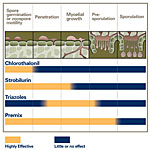 Spore
germination
or zoospore
motility
Penetration
Mycelial
growth
Pre-
sporulation
Sporulation
Chlorothalonil
Strobilurin
Triazoles
Premix
Highly Effective
Little or no effect